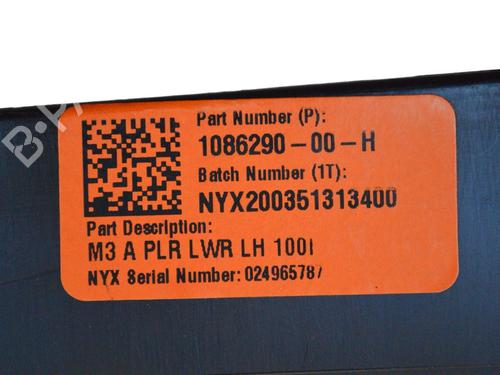 Part Number (P):
1086290-00-H
Batch Number (1T):
NYX200351313400
Part Description:
M3 A PLR LWR LH 100I
NYX Serial Number: 02496578/
B-PA